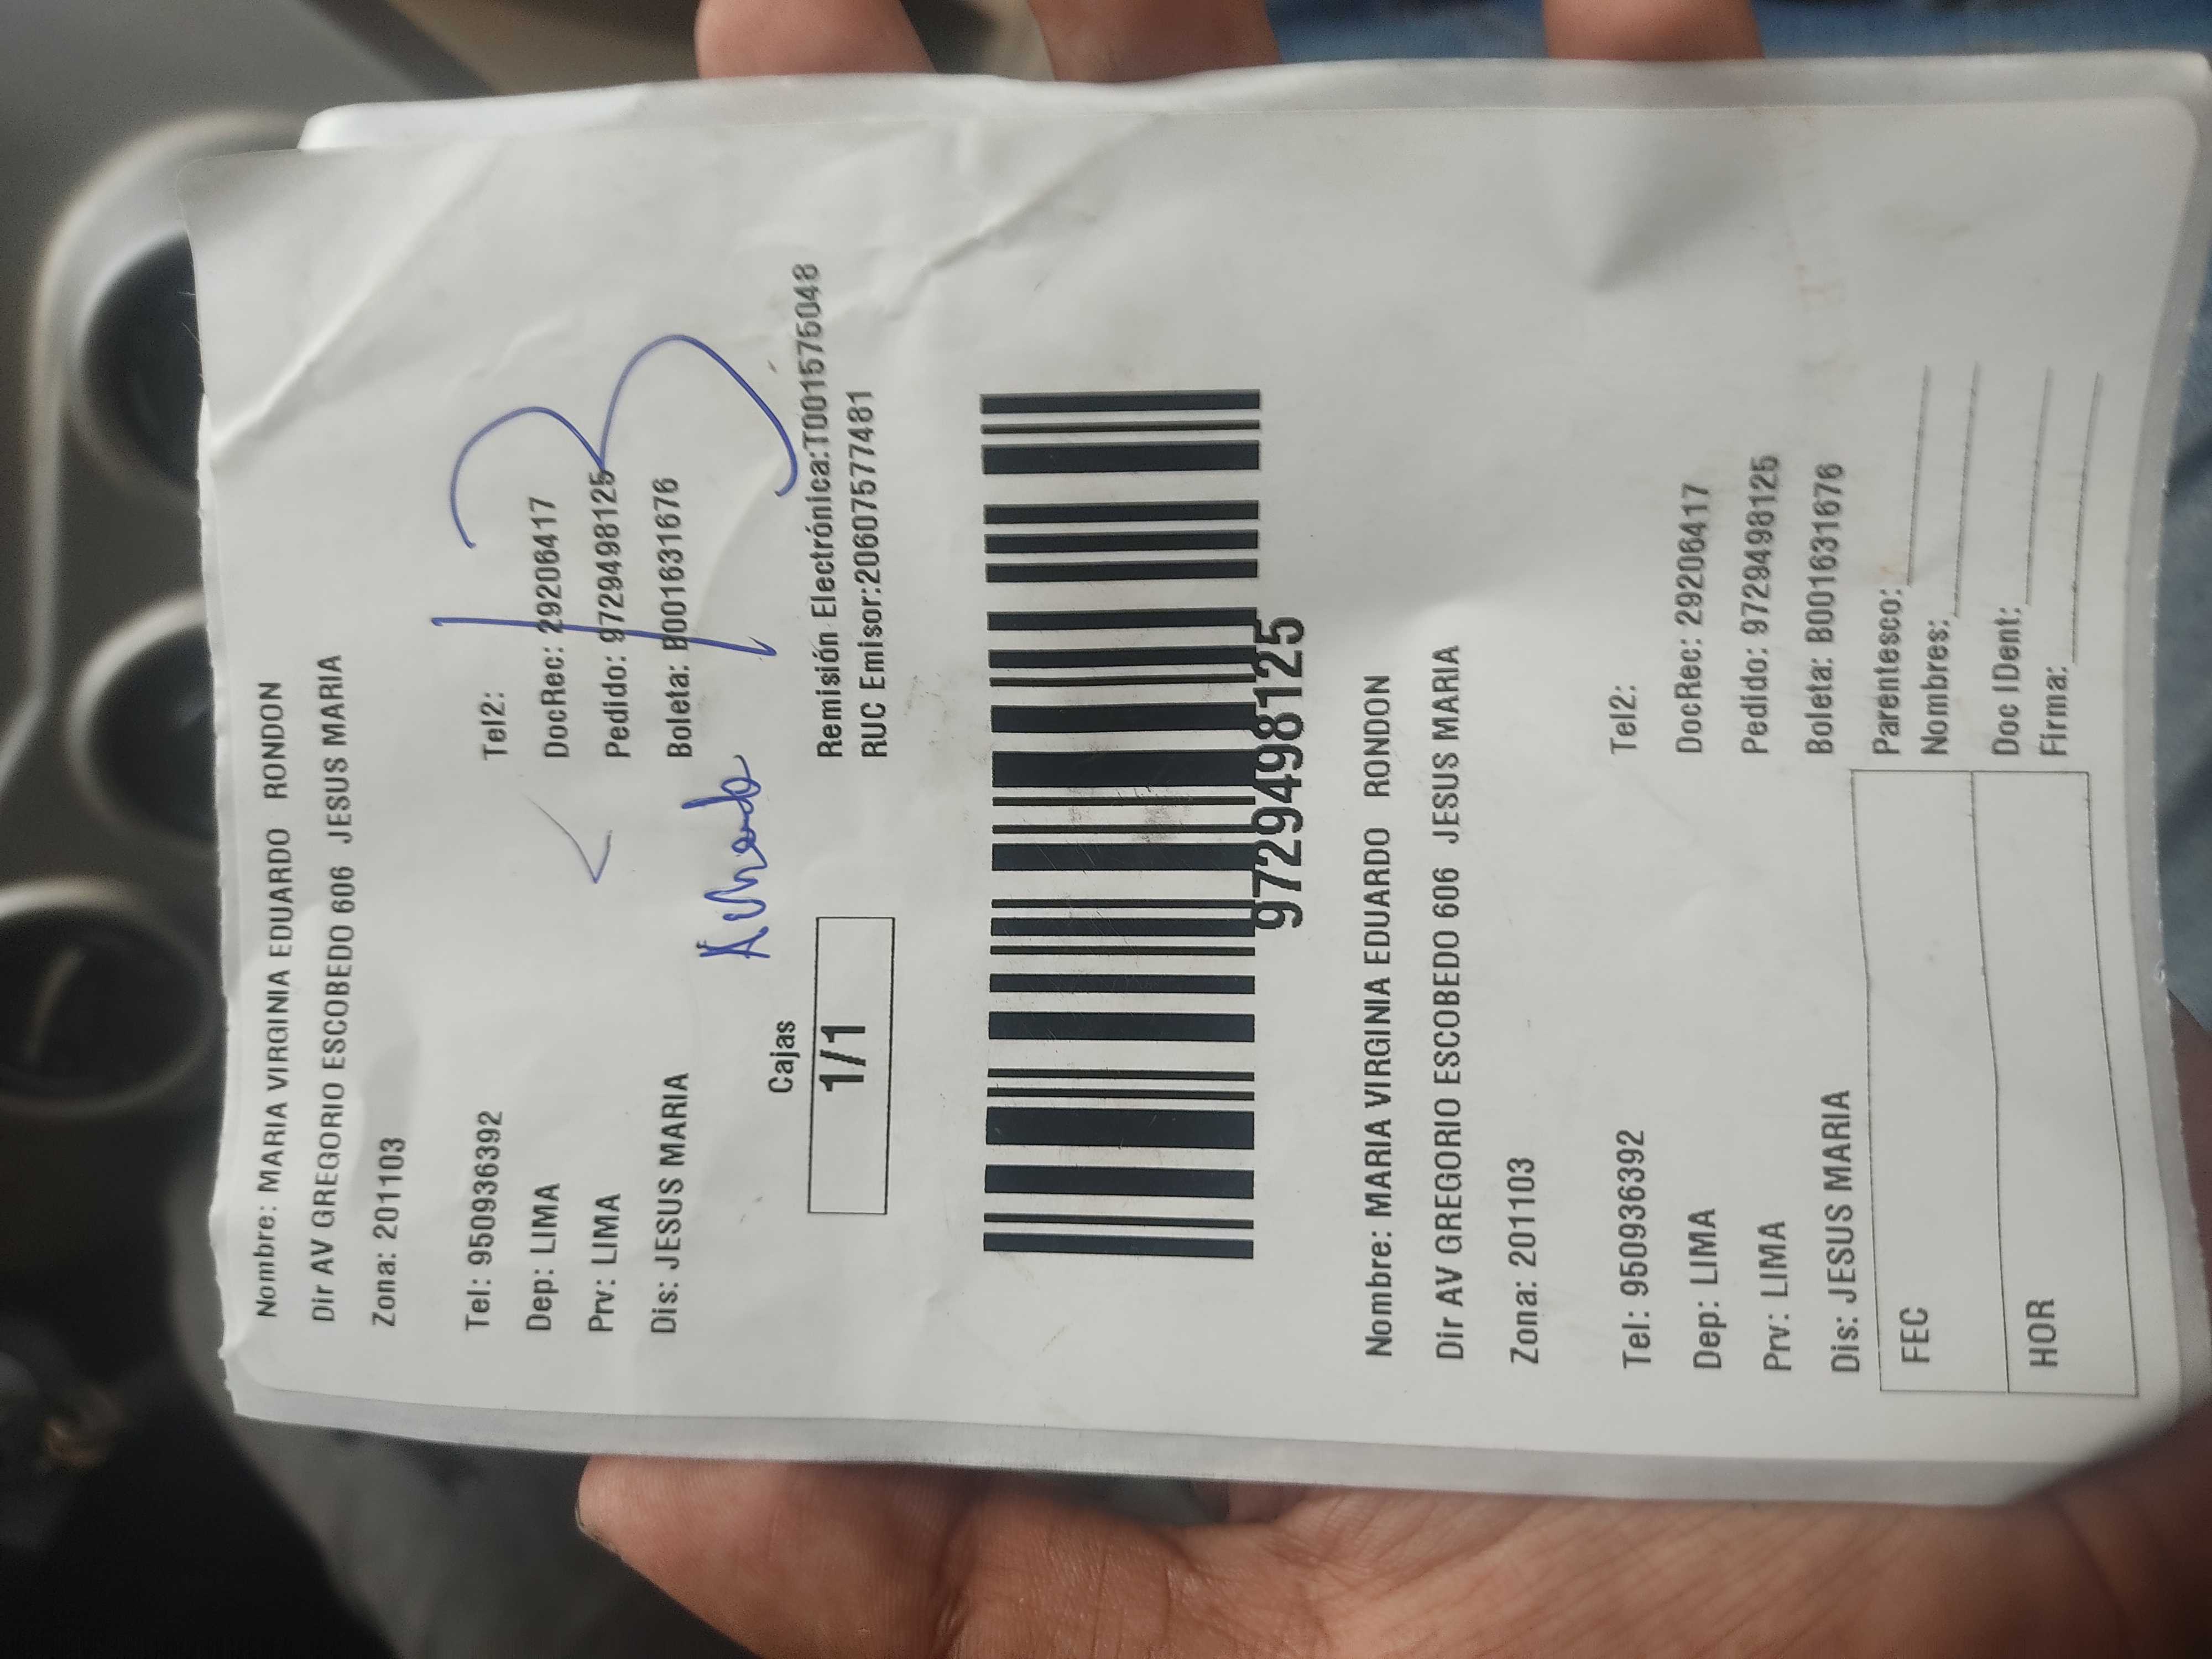 Nombre: MARIA VIRGINIA EDUARDO RONDON
Dir AV GREGORIO ESCOBEDO 606 JESUS MARIA
Zona: 201103
Tel: 950936392
Tel2:
Dep: LIMA
DocRec: 29206417
Prv: LIMA
Pedido: 97294498125
Dis: JESUS MARIA
Boleta: B001631676
B
Cajas
1/1
Remisión Electrónica:T001575048
RUC Emisor:20607577481
97294498125
Nombre: MARIA VIRGINIA EDUARDO RONDON
Dir AV GREGORIO ESCOBEDO 606 JESUS MARIA
Zona: 201103
Tel: 950936392
Tel2:
Dep: LIMA
DocRec: 29206417
Prv: LIMA
Pedido: 97294498125
Dis: JESUS MARIA
Boleta: B001631676
FEC
Parentesco:
Nombres:
HOR
Doc IDent:
Firma: